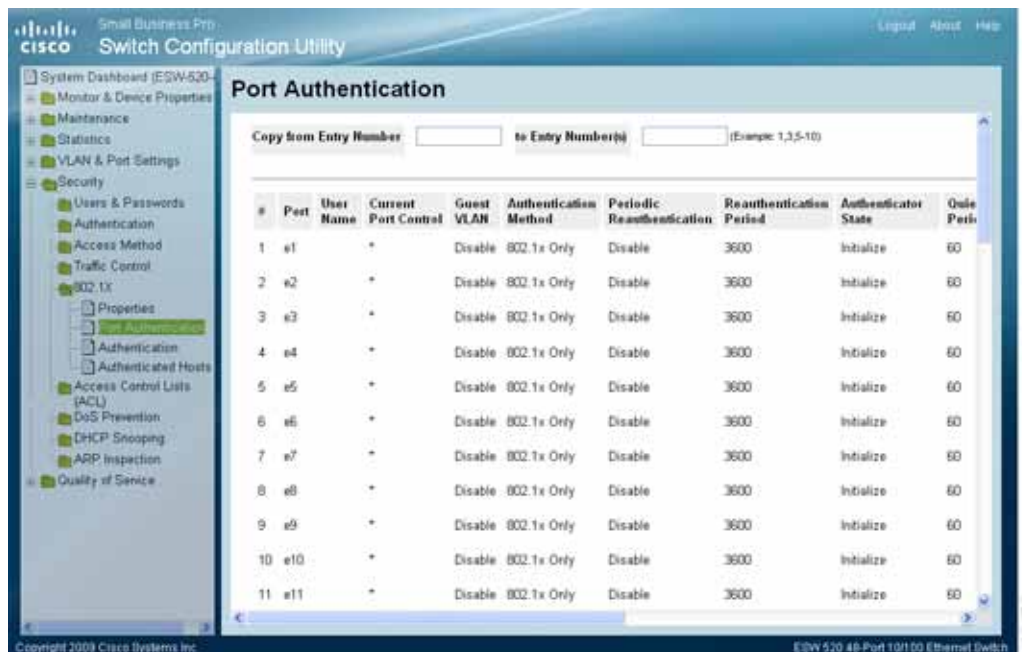 Small Business Pro
cisco Switch Configuration Utility
Logout About Help
System Dashboard (ESW-520-
Monitor & Device Properties
Maintenance
Statistics
VLAN & Port Settings
Security
Users & Passwords
Authentication
Access Method
Traffic Control
802.1X
Properties
Port Authentication
Authentication
Authenticated Hosts
Access Control Lists
(ACL)
DoS Prevention
DHCP Snooping
ARP Inspection
Quality of Service
Port Authentication
Copy from Entry Number to Entry Number(s) (Example: 1,3,5-10)
# Port User Name Current Port Control Guest VLAN Authentication Method Periodic Reauthentication Reauthentication Period Authenticator State Quie Perio
1 e1 * Disable 802.1x Only Disable 3600 Initialize 60
2 e2 * Disable 802.1x Only Disable 3600 Initialize 60
3 e3 * Disable 802.1x Only Disable 3600 Initialize 60
4 e4 * Disable 802.1x Only Disable 3600 Initialize 60
5 e5 * Disable 802.1x Only Disable 3600 Initialize 60
6 e6 * Disable 802.1x Only Disable 3600 Initialize 60
7 e7 * Disable 802.1x Only Disable 3600 Initialize 60
8 e8 * Disable 802.1x Only Disable 3600 Initialize 60
9 e9 * Disable 802.1x Only Disable 3600 Initialize 60
10 e10 * Disable 802.1x Only Disable 3600 Initialize 60
11 e11 * Disable 802.1x Only Disable 3600 Initialize 60
Copyright 2009 Cisco Systems Inc
ESW 520 48-Port 10/100 Ethernet Switch